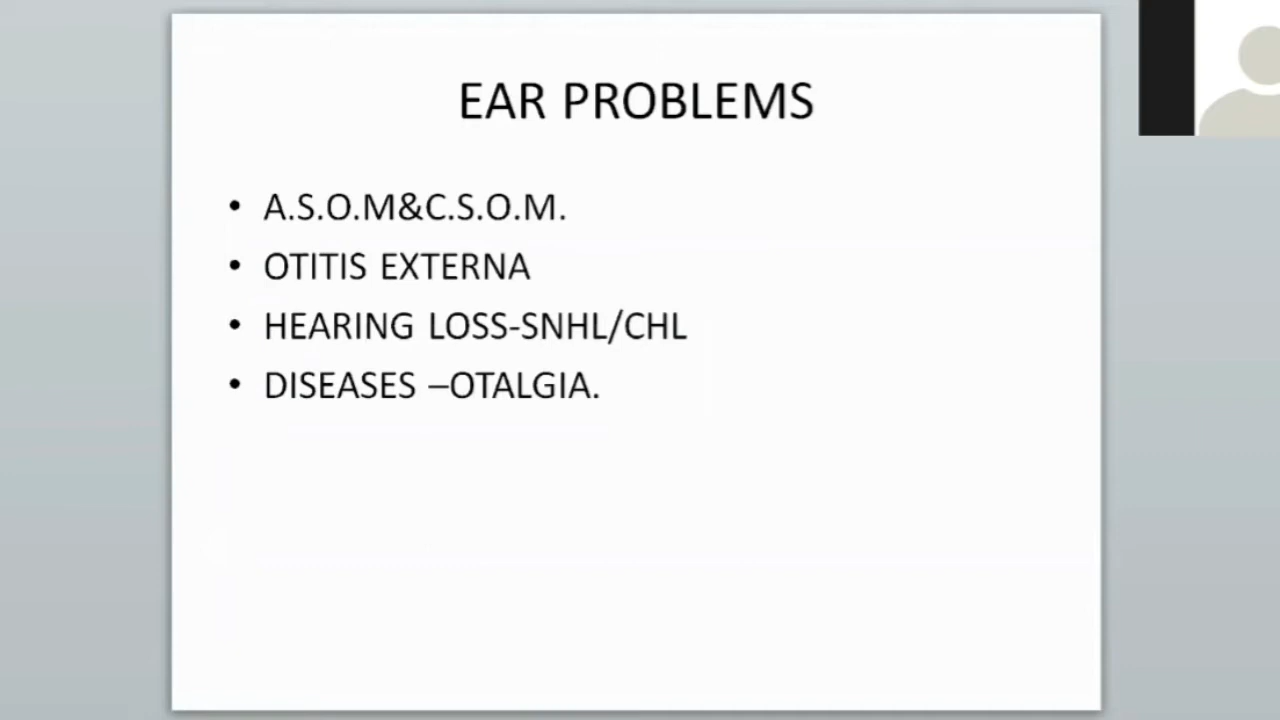 EAR PROBLEMS
• A.S.O.M&C.S.O.M.
• OTITIS EXTERNA
• HEARING LOSS-SNHL/CHL
• DISEASES –OTALGIA.